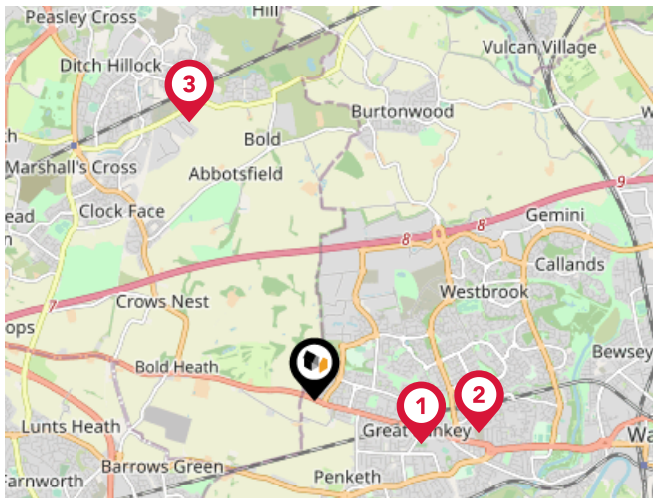 Peasley Cross
Hill
Vulcan Village
Ditch Hillock
3
Burtonwood
Bold
Marshall's Cross
Abbotsfield
9
ead
Clock Face
8
8
Gemini
Callands
7
Crows Nest
Westbrook
ops
Bold Heath
Bewsey
1
2
Lunts Heath
Great
nkey
Wa
Barrows Green
Farnworth
Penketh